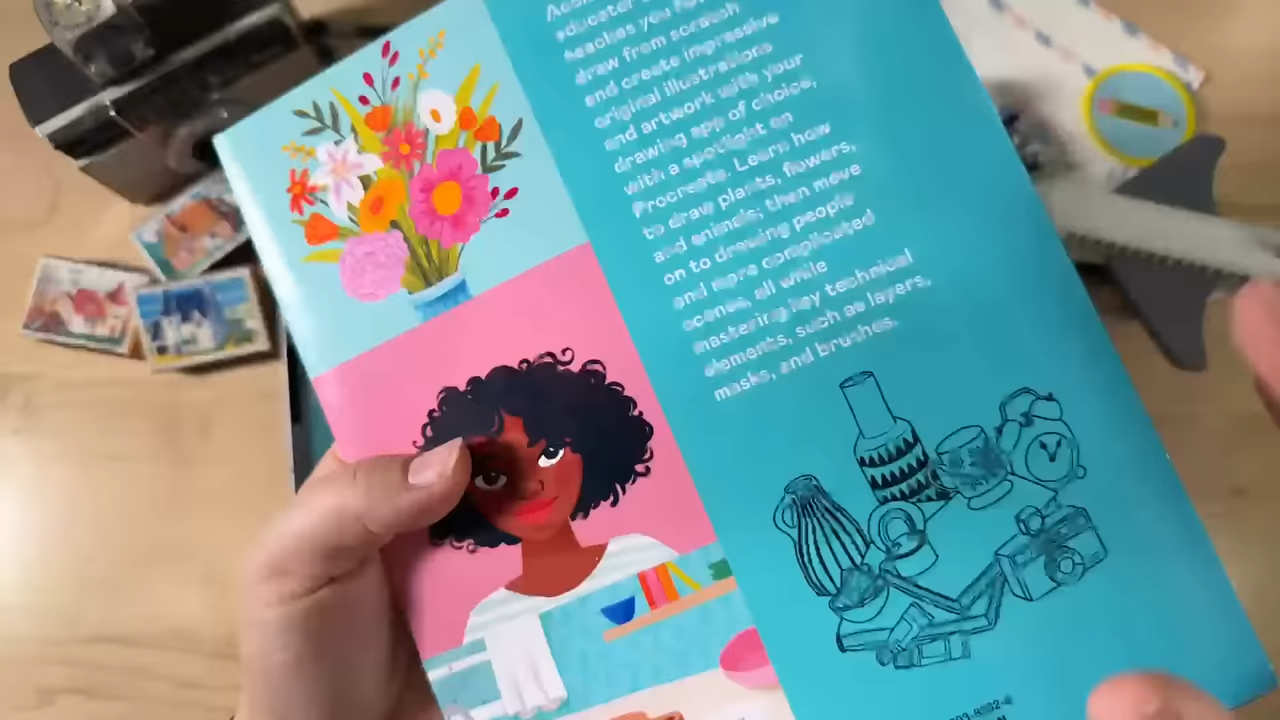 educator
teaches you how
draw from scratch
and create impressive
original illustrations
and artwork with your
drawing app of choice,
with a spotlight on
Procreate. Learn how
to draw plants, flowers,
and animals; then move
on to drawing people
and more complicated
scenes, all while
mastering key technical
elements, such as layers,
masks, and brushes.